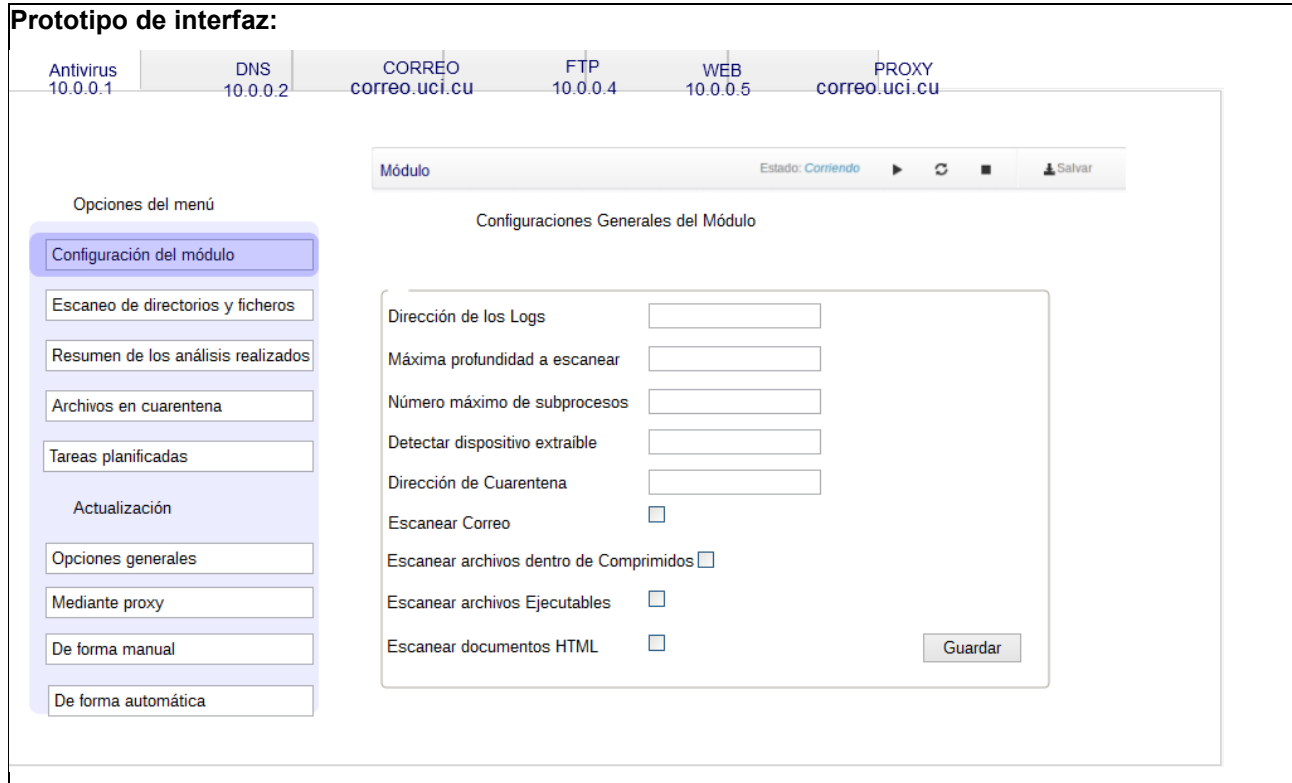 Prototipo de interfaz:
Antivirus DNS CORREO FTP WEB PROXY
10.0.0.1 10.0.0.2 correo.uci.cu 10.0.0.4 10.0.0.5 correo.uci.cu
Módulo Estado: Corriendo Salvar
Opciones del menú
Configuración del módulo
Escaneo de directorios y ficheros
Resumen de los análisis realizados
Archivos en cuarentena
Tareas planificadas
Actualización
Opciones generales
Mediante proxy
De forma manual
De forma automática
Configuraciones Generales del Módulo
Dirección de los Logs
Máxima profundidad a escanear
Número máximo de subprocesos
Detectar dispositivo extraíble
Dirección de Cuarentena
Escanear Correo
Escanear archivos dentro de Comprimidos
Escanear archivos Ejecutables
Escanear documentos HTML
Guardar